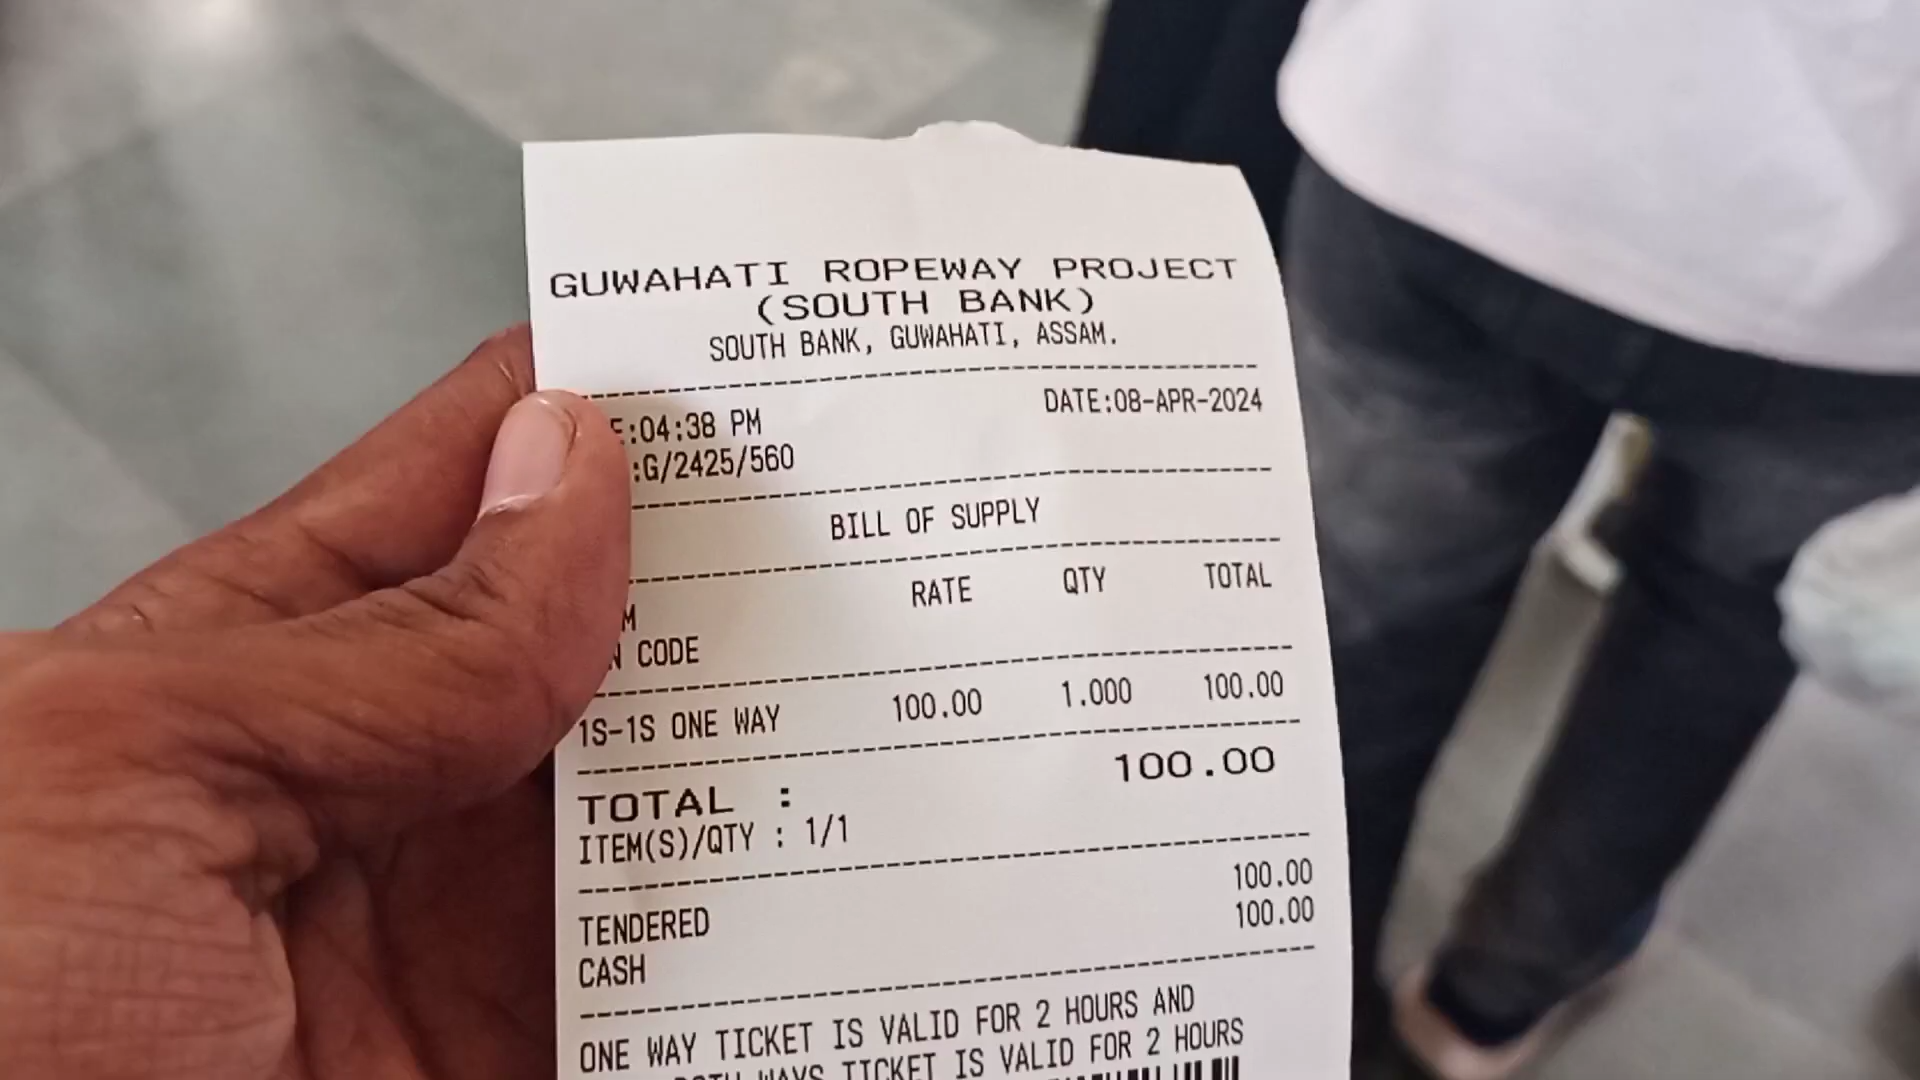 GUWAHATI ROPEWAY PROJECT
(SOUTH BANK)
SOUTH BANK, GUWAHATI, ASSAM.
E:04:38 PM DATE:08-APR-2024
:G/2425/560
BILL OF SUPPLY
M RATE QTY TOTAL
N CODE
1S-1S ONE WAY 100.00 1.000 100.00
TOTAL : 100.00
ITEM(S)/QTY : 1/1
TENDERED 100.00
CASH 100.00
ONE WAY TICKET IS VALID FOR 2 HOURS AND
BOTH WAYS TICKET IS VALID FOR 2 HOURS